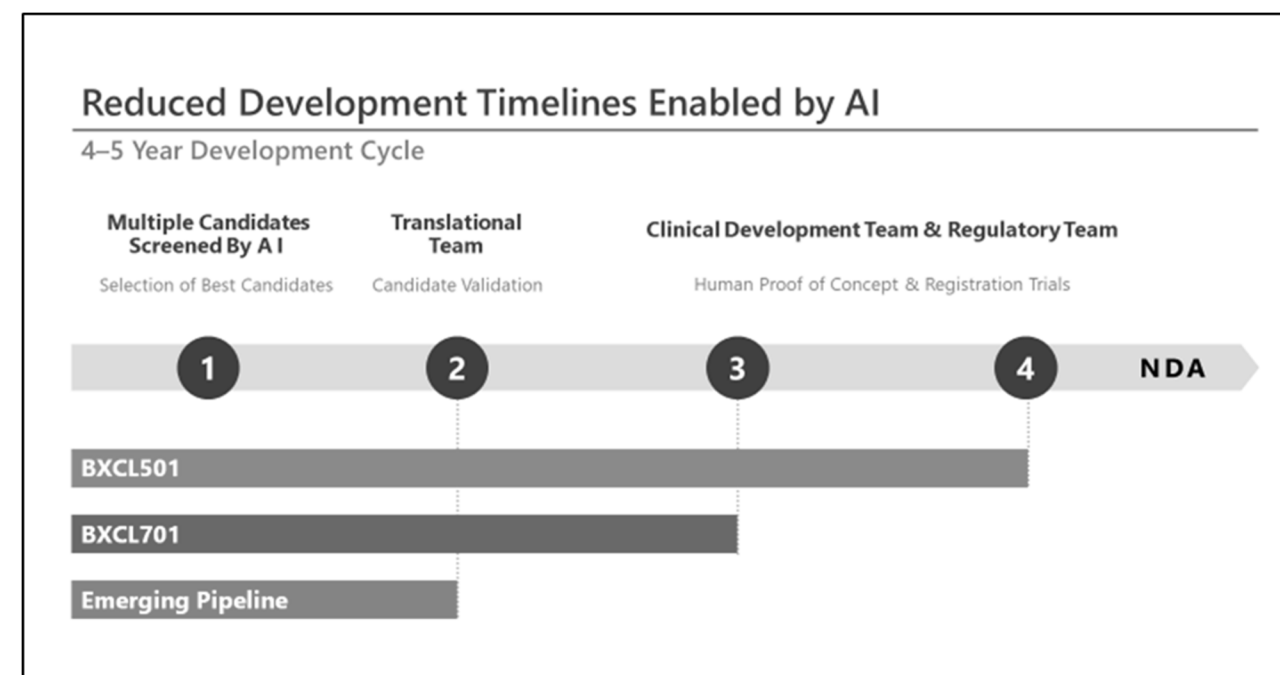 Reduced Development Timelines Enabled by AI
4–5 Year Development Cycle
Multiple Candidates
Screened By A I
Selection of Best Candidates
Translational
Team
Candidate Validation
Clinical Development Team & Regulatory Team
Human Proof of Concept & Registration Trials
1
2
3
4
NDA
BXCL501
BXCL701
Emerging Pipeline